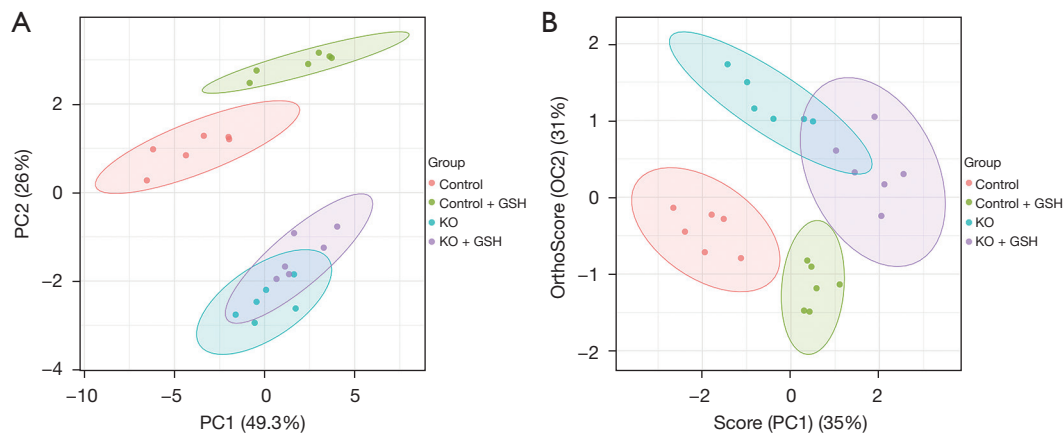 A
PC2 (26%)
2
0
−2
−4
−10
−5
0
5
PC1 (49.3%)
Group
Control
Control + GSH
KO
KO + GSH
B
OrthoScore (OC2) (31%)
2
1
0
−1
−2
−2
0
2
Score (PC1) (35%)
Group
Control
Control + GSH
KO
KO + GSH